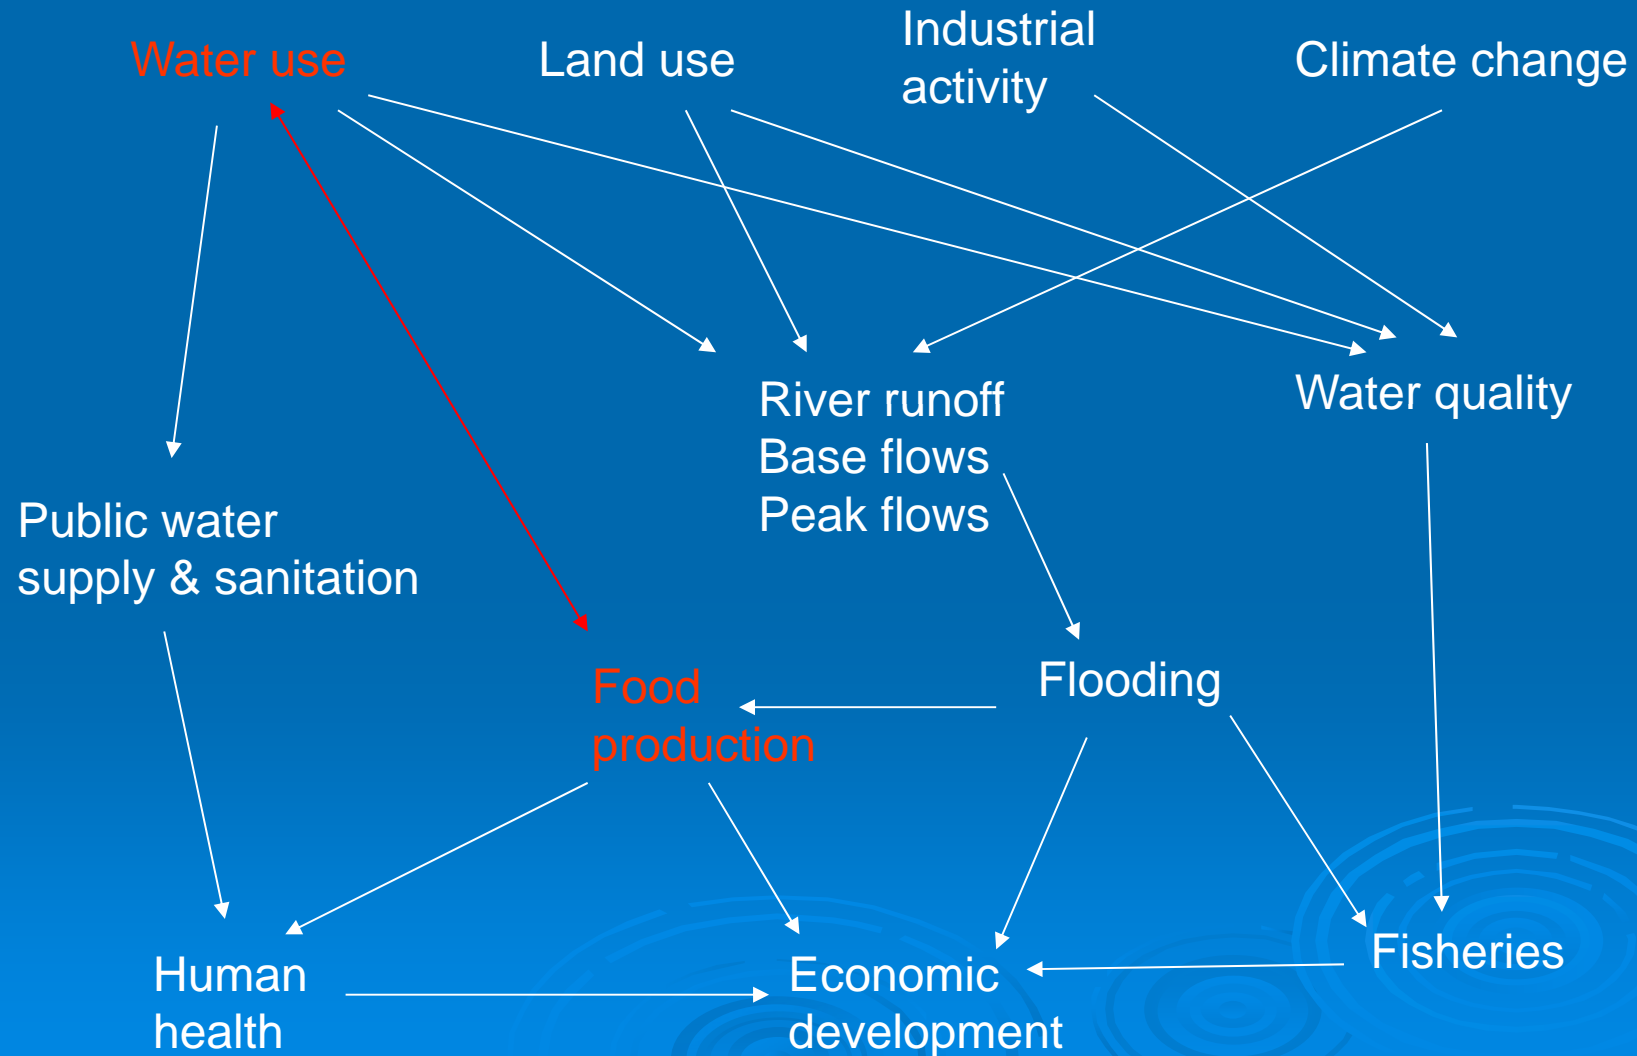 Water use
Land use
Industrial
activity
Climate change
River runoff
Base flows
Peak flows
Water quality
Public water
supply & sanitation
Food
production
Flooding
Human
health
Economic
development
Fisheries